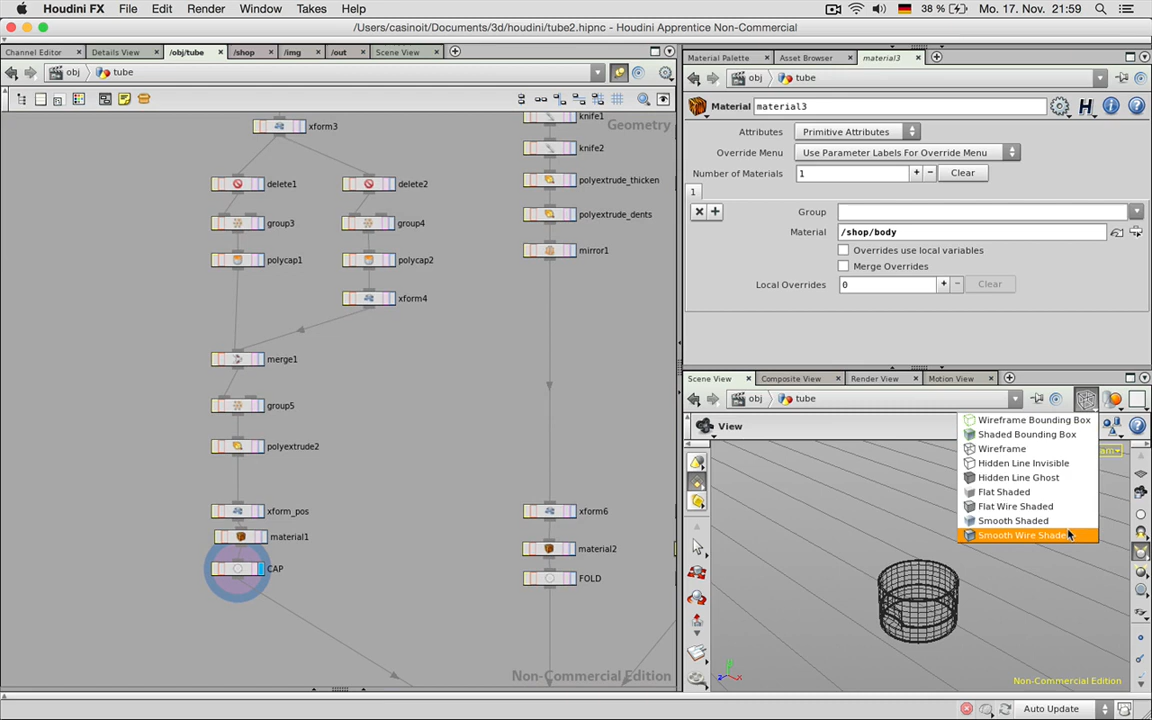 Houdini FX File Edit Render Window Takes Help 38 % Mo. 17. Nov. 21:59
/Users/casinoit/Documents/3d/houdini/tube2.hipnc - Houdini Apprentice Non-Commercial
Channel Editor Details View /obj/tube /shop /img /out Scene View
obj tube
Geometry
xform3
delete1 delete2
group3 group4
polycap1 polycap2
xform4
merge1
group5
polyextrude2
xform_pos
material1
CAP
knife1
knife2
polyextrude_thicken
polyextrude_dents
mirror1
xform6
material2
FOLD
Non-Commercial Edition
Material Palette Asset Browser material3
obj tube
Material material3
Attributes Primitive Attributes
Override Menu Use Parameter Labels For Override Menu
Number of Materials 1 + − Clear
1
Group
Material /shop/body
Overrides use local variables
Merge Overrides
Local Overrides 0 + − Clear
Scene View Composite View Render View Motion View
obj tube
View
Wireframe Bounding Box
Shaded Bounding Box
Wireframe
Hidden Line Invisible
Hidden Line Ghost
Flat Shaded
Flat Wire Shaded
Smooth Shaded
Smooth Wire Shade
Non-Commercial Edition
Auto Update